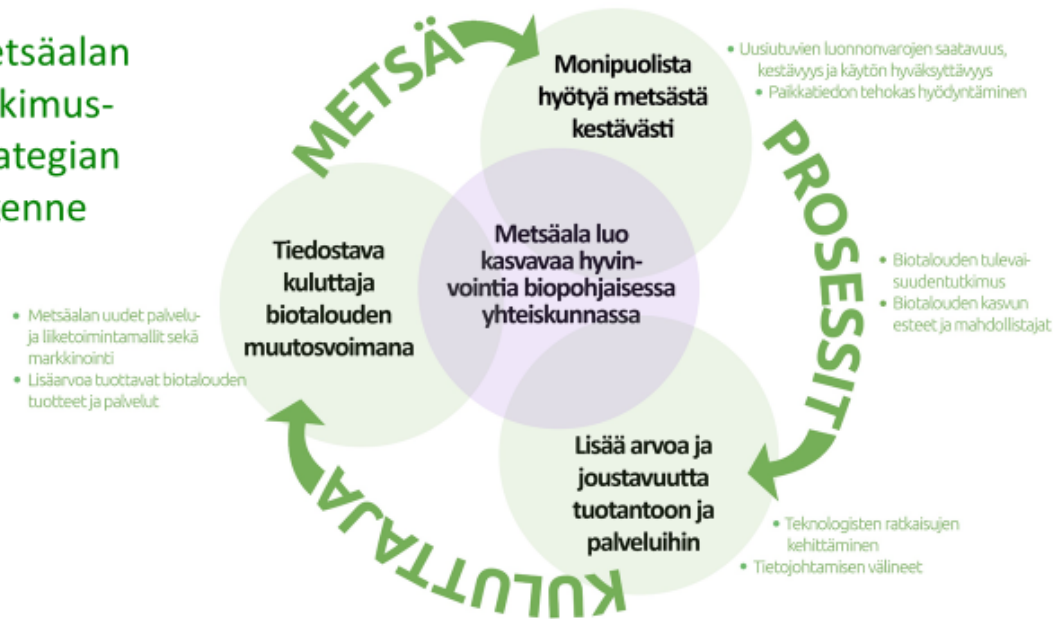 etsäalan
kimus-
rategian
kenne
METSÄ
Monipuolista
hyötyä metsästä
kestävästi
• Uusiutuvien luonnonvarojen saatavuus,
kestävyys ja käytön hyväksyttävyys
• Paikkatiedon tehokas hyödyntäminen
PROSESSIT
Metsäala luo
kasvavaa hyvin-
vointia biopohjaisessa
yhteiskunnassa
Tiedostava
kuluttaja
biotalouden
muutosvoimana
• Biotalouden tulevai-
suudentutkimus
• Biotalouden kasvun
esteet ja mahdollistajat
• Metsäalan uudet palvelu-
ja liiketoimintamallit sekä
markkinointi
• Lisäarvoa tuottavat biotalouden
tuotteet ja palvelut
Lisää arvoa ja
joustavuutta
tuotantoon ja
palveluihin
• Teknologisten ratkaisujen
kehittäminen
• Tietojohtamisen välineet
KULUTTAJA